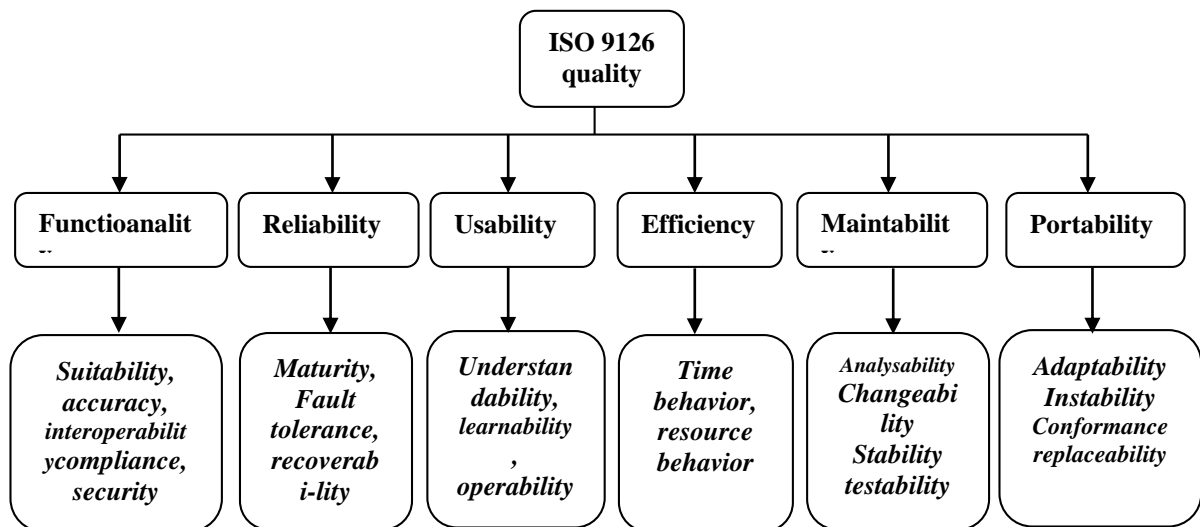 ISO 9126
quality
Functioanalit
Reliability
Usability
Efficiency
Maintabilit
Portability
Suitability,
accuracy,
interoperabilit
ycompliance,
security
Maturity,
Fault
tolerance,
recoverab
i-lity
Understan
dability,
learnability
,
operability
Time
behavior,
resource
behavior
Analysability
Changeabi
lity
Stability
testability
Adaptability
Instability
Conformance
replaceability